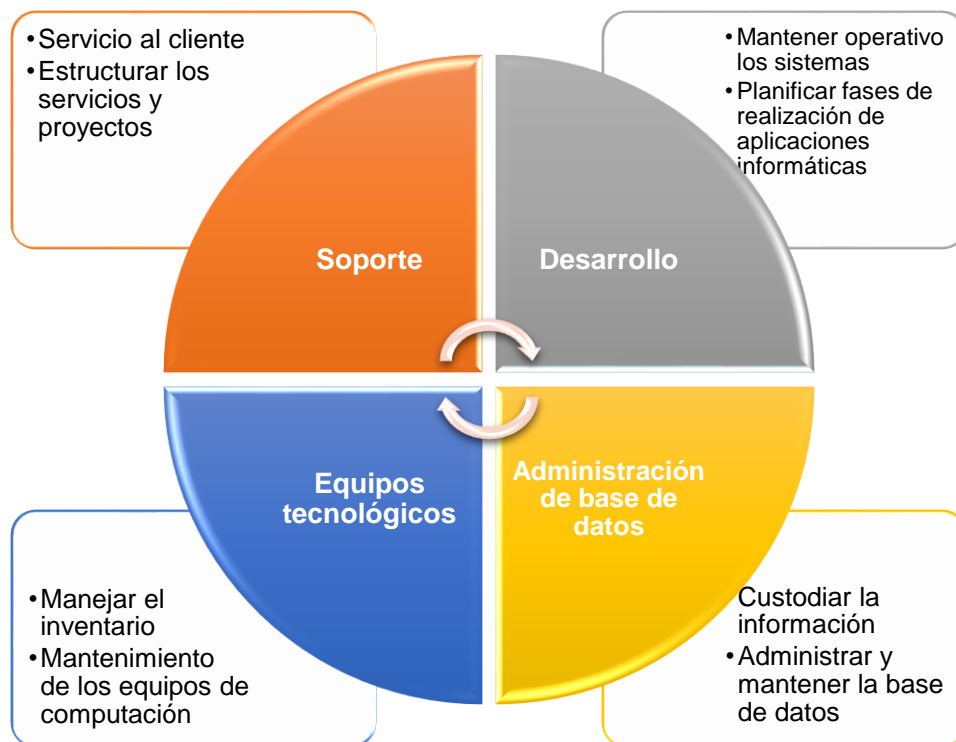 •Servicio al cliente
•Estructurar los
servicios y
proyectos
•Mantener operativo
los sistemas
•Planificar fases de
realización de
aplicaciones
informáticas
Soporte
Desarrollo
Equipos
tecnológicos
Administración
de base de
datos
•Manejar el
inventario
•Mantenimiento
de los equipos de
computación
Custodiar la
información
•Administrar y
mantener la base
de datos